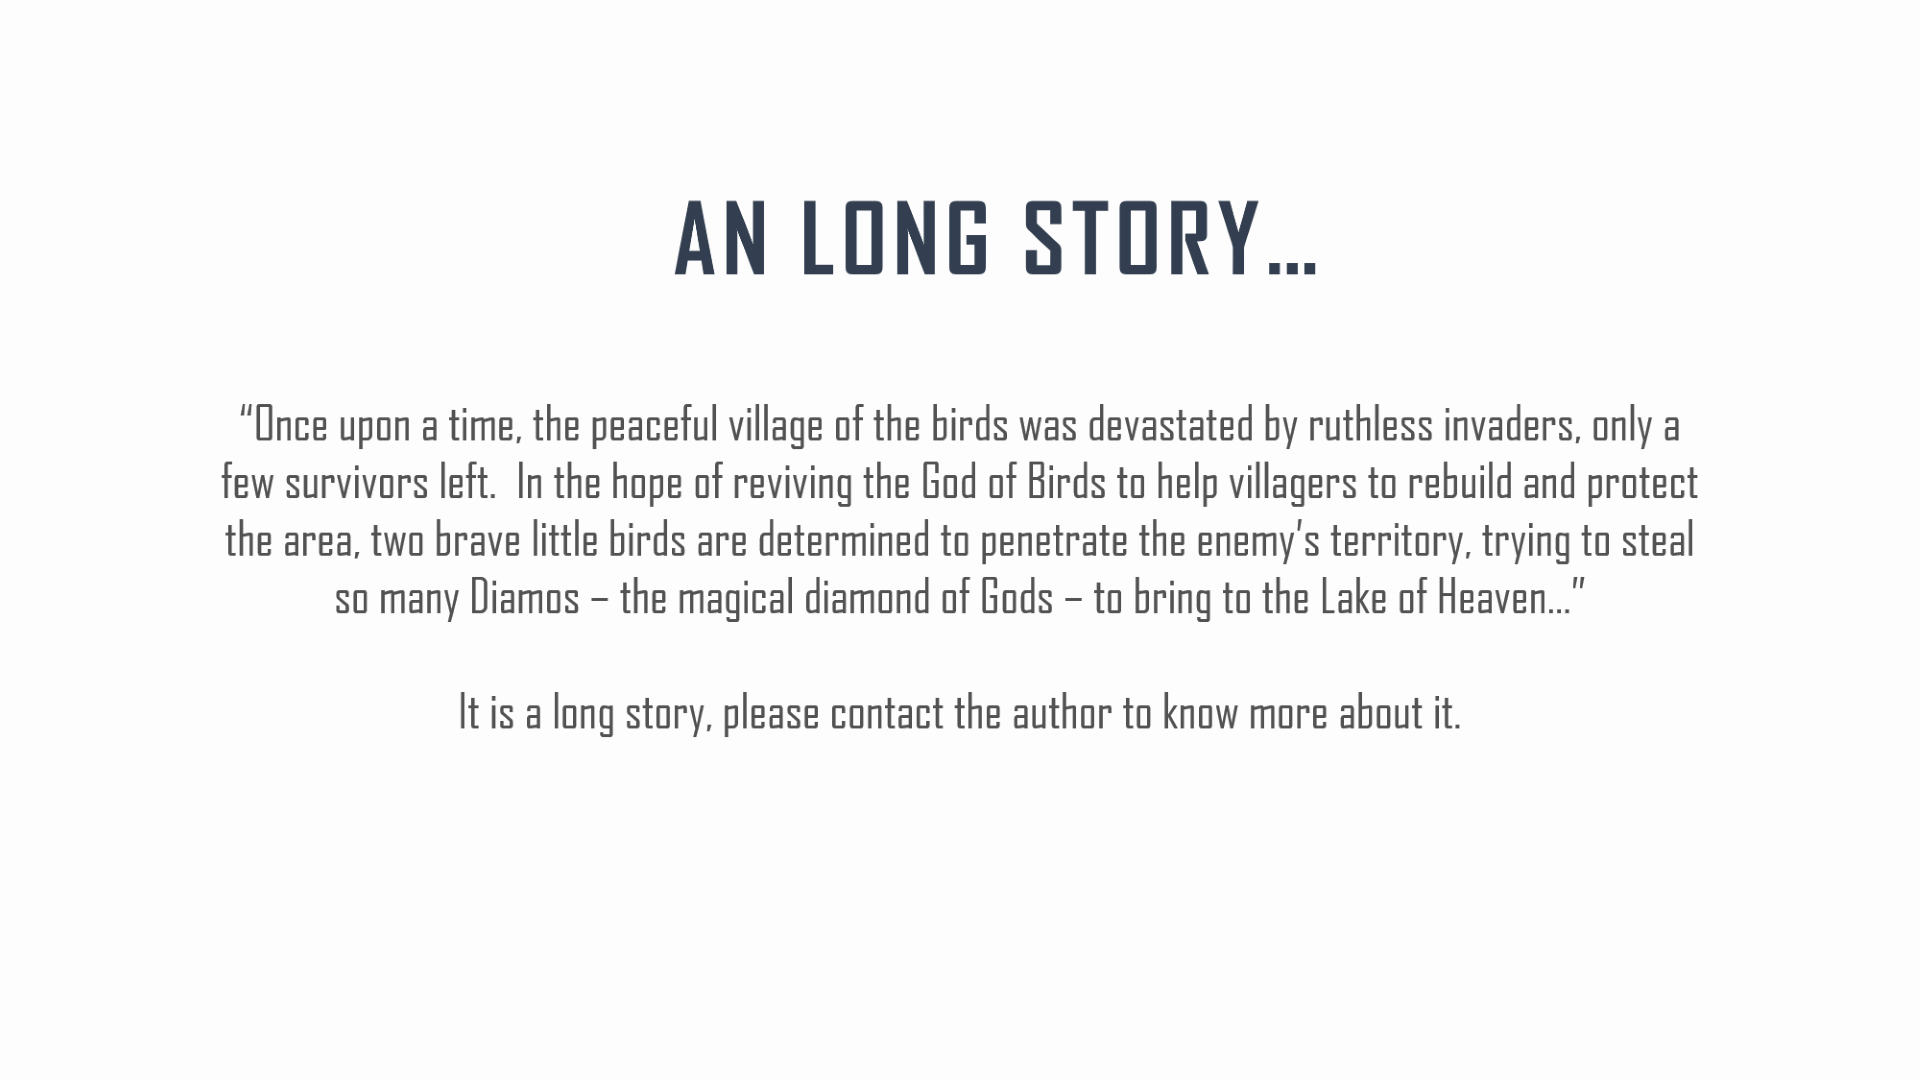 AN LONG STORY...
“Once upon a time, the peaceful village of the birds was devastated by ruthless invaders, only a
few survivors left.  In the hope of reviving the God of Birds to help villagers to rebuild and protect
the area, two brave little birds are determined to penetrate the enemy’s territory, trying to steal
so many Diamos – the magical diamond of Gods – to bring to the Lake of Heaven...”
It is a long story, please contact the author to know more about it.